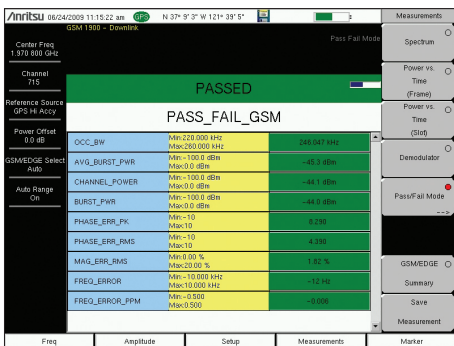 Anritsu 06/24/2009 11:15:22 am GPS N 37° 9' 3" W 121° 39' 5"
Measurements
GSM 1900 - Downlink
Pass Fail Mode
Center Freq
1.970 800 GHz
Channel
715
Reference Source
GPS Hi Accy
Power Offset
0.0 dB
GSM/EDGE Select
Auto
Auto Range
On
PASSED
PASS_FAIL_GSM
OCC_BW Min:220.000 kHz Max:260.000 kHz 246.047 kHz
AVG_BURST_PWR Min:-100.0 dBm Max:0.0 dBm -45.3 dBm
CHANNEL_POWER Min:-100.0 dBm Max:0.0 dBm -44.1 dBm
BURST_PWR Min:-100.0 dBm Max:0.0 dBm -44.0 dBm
PHASE_ERR_PK Min:-10 Max:10 8.290
PHASE_ERR_RMS Min:-10 Max:10 4.390
MAG_ERR_RMS Min:0.00 % Max:20.00 % 1.82 %
FREQ_ERROR Min:-10.000 kHz Max:10.000 kHz -12 Hz
FREQ_ERROR_PPM Min:-0.500 Max:0.500 -0.006
Spectrum
Power vs.
Time
(Frame)
Power vs.
Time
(Slot)
Demodulator
Pass/Fail Mode
-->
GSM/EDGE
Summary
Save
Measurement
Freq Amplitude Setup Measurements Marker